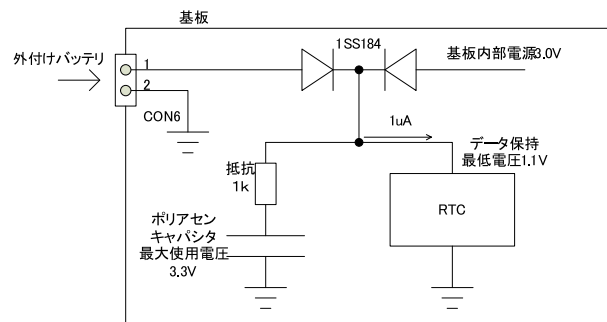 基板
1SS184
外付けバッテリ
1
基板内部電源3.0V
2
CON6
1uA
データ保持
最低電圧1.1V
抵抗
1k
RTC
ポリアセン
キャパシタ
最大使用電圧
3.3V